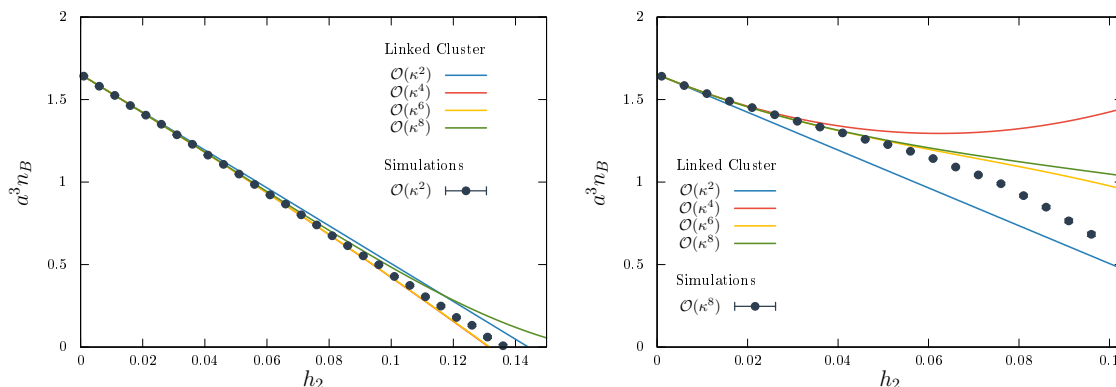 2
1.5
1
0.5
0
a³n_B
Linked Cluster
𝒪(κ²)
𝒪(κ⁴)
𝒪(κ⁶)
𝒪(κ⁸)
Simulations
𝒪(κ²)
0 0.02 0.04 0.06 0.08 0.1 0.12 0.14
h₂
2
1.5
1
0.5
0
a³n_B
Linked Cluster
𝒪(κ²)
𝒪(κ⁴)
𝒪(κ⁶)
𝒪(κ⁸)
Simulations
𝒪(κ⁸)
0 0.02 0.04 0.06 0.08 0.1
h₂